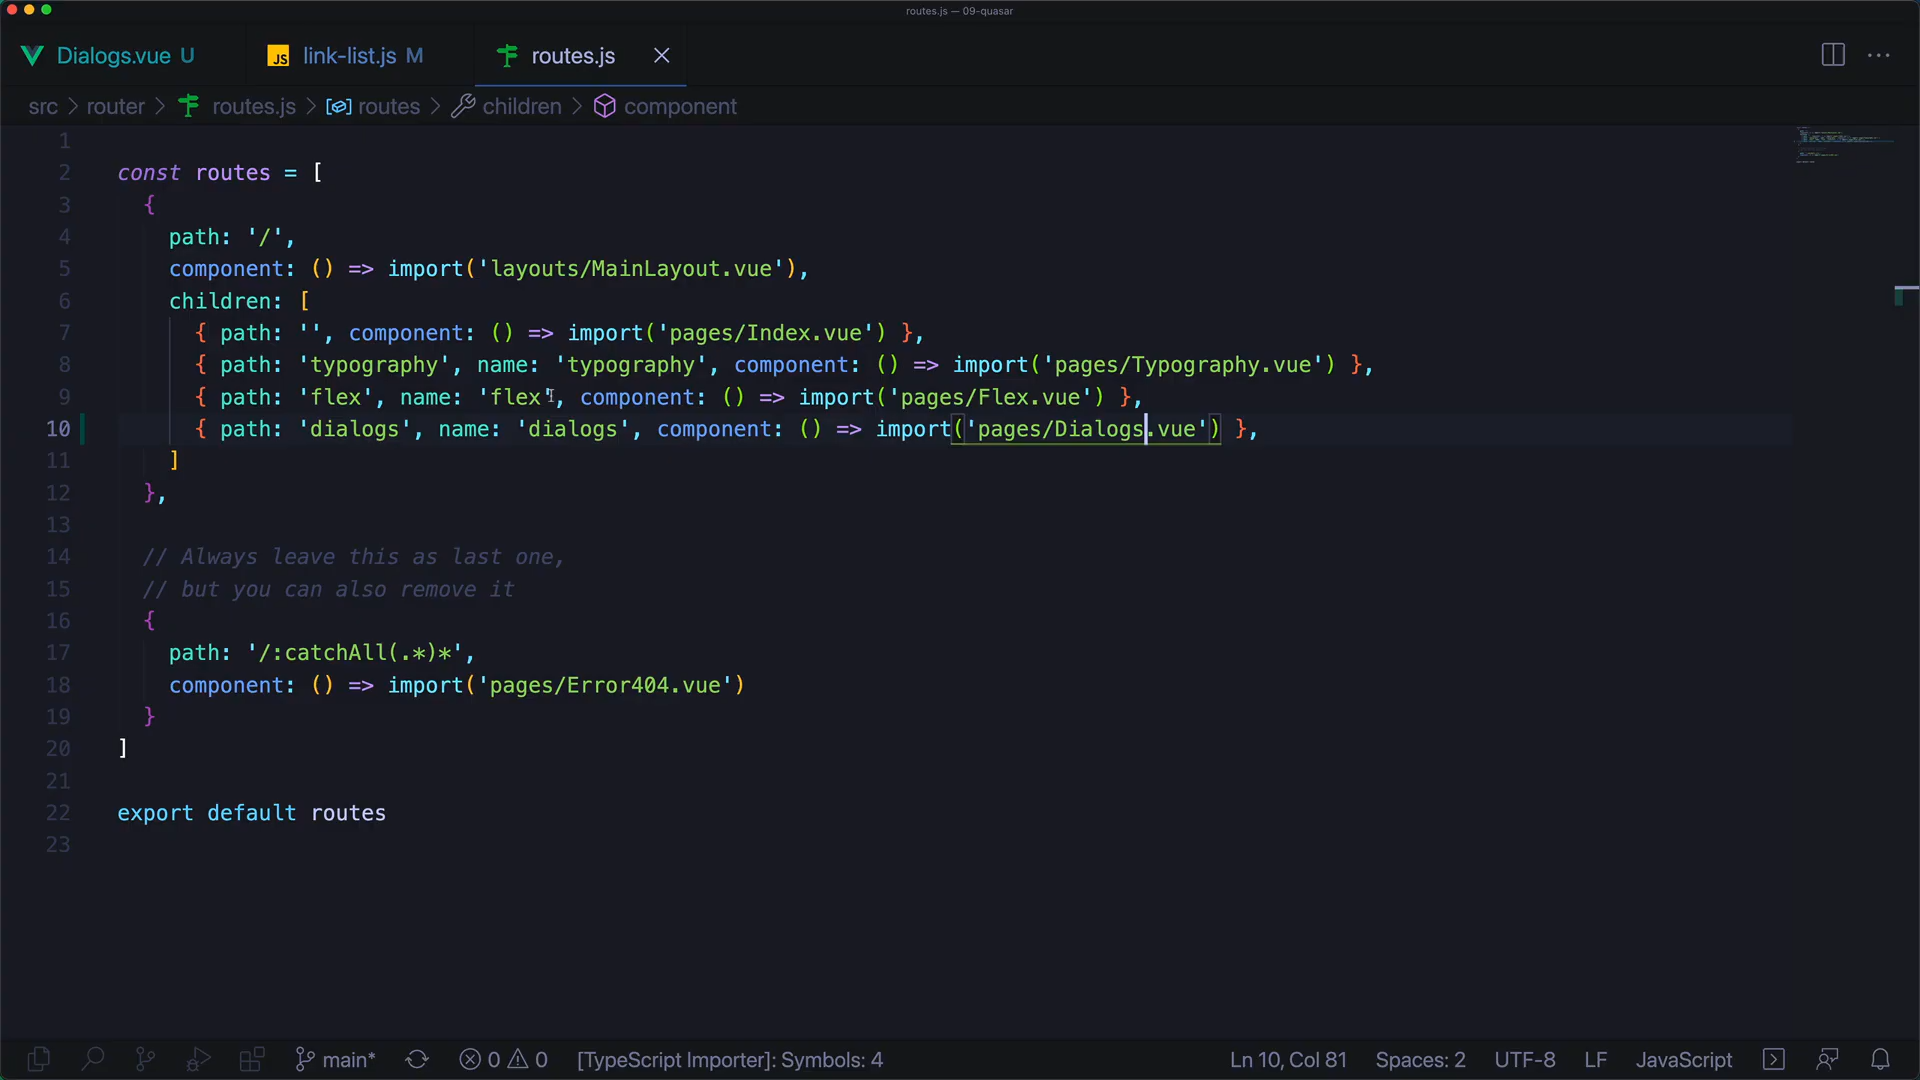 routes.js — 09-quasar
Dialogs.vue U
JS link-list.js M
routes.js
src > router > routes.js > routes > children > component
1
2 const routes = [
3 {
4 path: '/',
5 component: () => import('layouts/MainLayout.vue'),
6 children: [
7 { path: '', component: () => import('pages/Index.vue') },
8 { path: 'typography', name: 'typography', component: () => import('pages/Typography.vue') },
9 { path: 'flex', name: 'flex', component: () => import('pages/Flex.vue') },
10 { path: 'dialogs', name: 'dialogs', component: () => import('pages/Dialogs.vue') },
11 ]
12 },
13
14 // Always leave this as last one,
15 // but you can also remove it
16 {
17 path: '/:catchAll(.*)*',
18 component: () => import('pages/Error404.vue')
19 }
20 ]
21
22 export default routes
23
main* 0 0 [TypeScript Importer]: Symbols: 4 Ln 10, Col 81 Spaces: 2 UTF-8 LF JavaScript